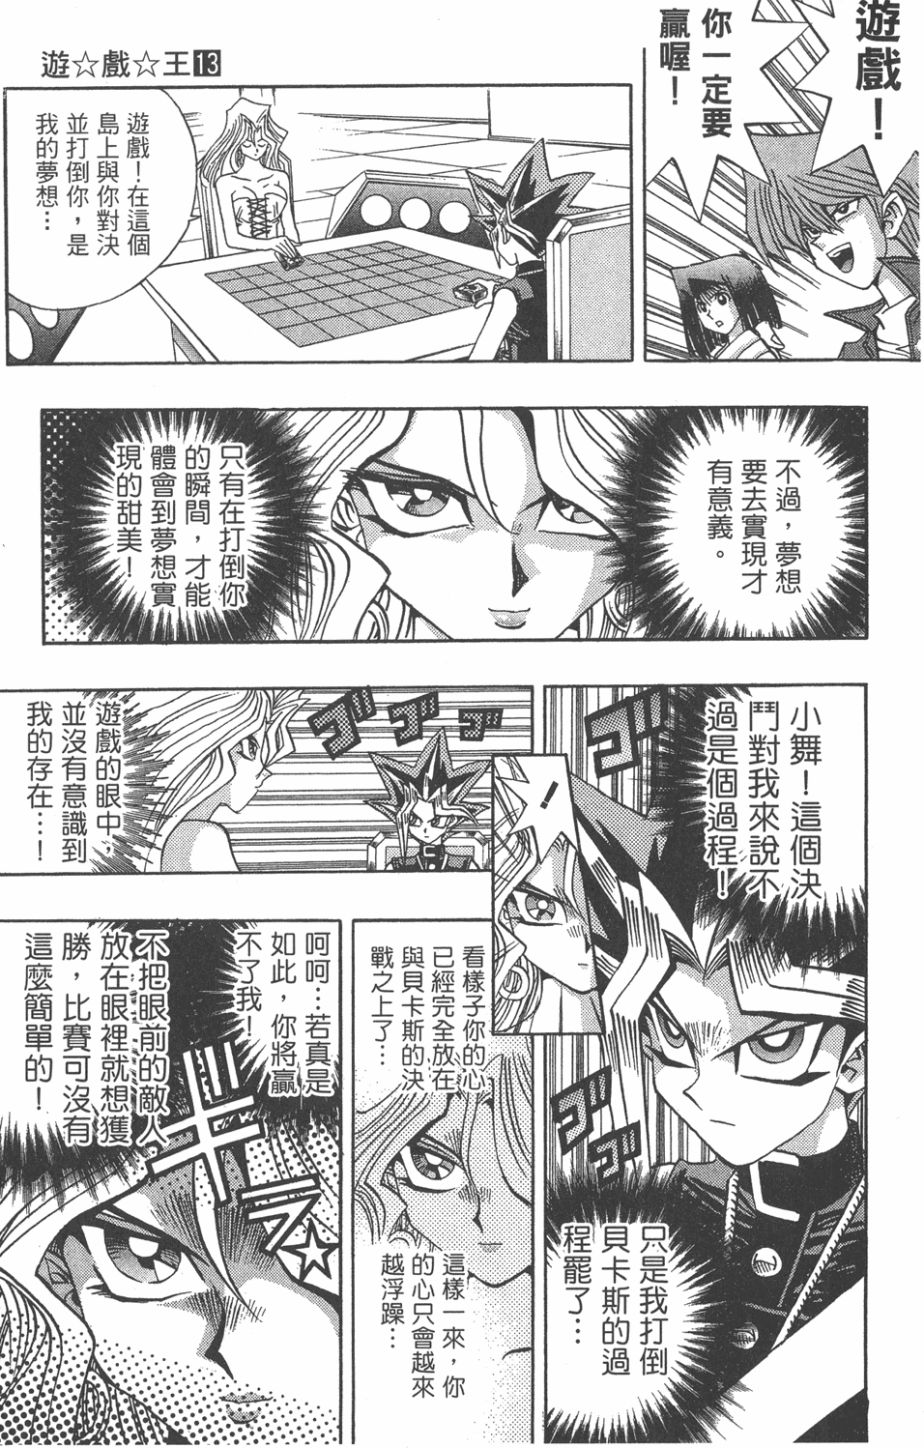 遊☆戲☆王13
遊戲！
你一定要
贏喔！
遊戲！在這個
島上與你對決
並打倒你，是
我的夢想…
不過，夢想
要去實現才
有意義。
只有在打倒你
的瞬間，才能
體會到夢想實
現的甜美！
小舞！這個決
鬥對我來說不
過是個過程！
只是我打倒
貝卡斯的過
程罷了…
ゴゴ
ゴゴ
！
ゴゴゴ
遊戲的眼中，
並沒有意識到
我的存在…！
看樣子你的心
已經完全放在
與貝卡斯的決
戰之上了…
這樣一來，你
的心只會越來
越浮躁…
呵呵…若真是
如此，你將贏
不了我！
不把眼前的敵人
放在眼裡就想獲
勝，比賽可沒有
這麼簡單的！
キラ☆